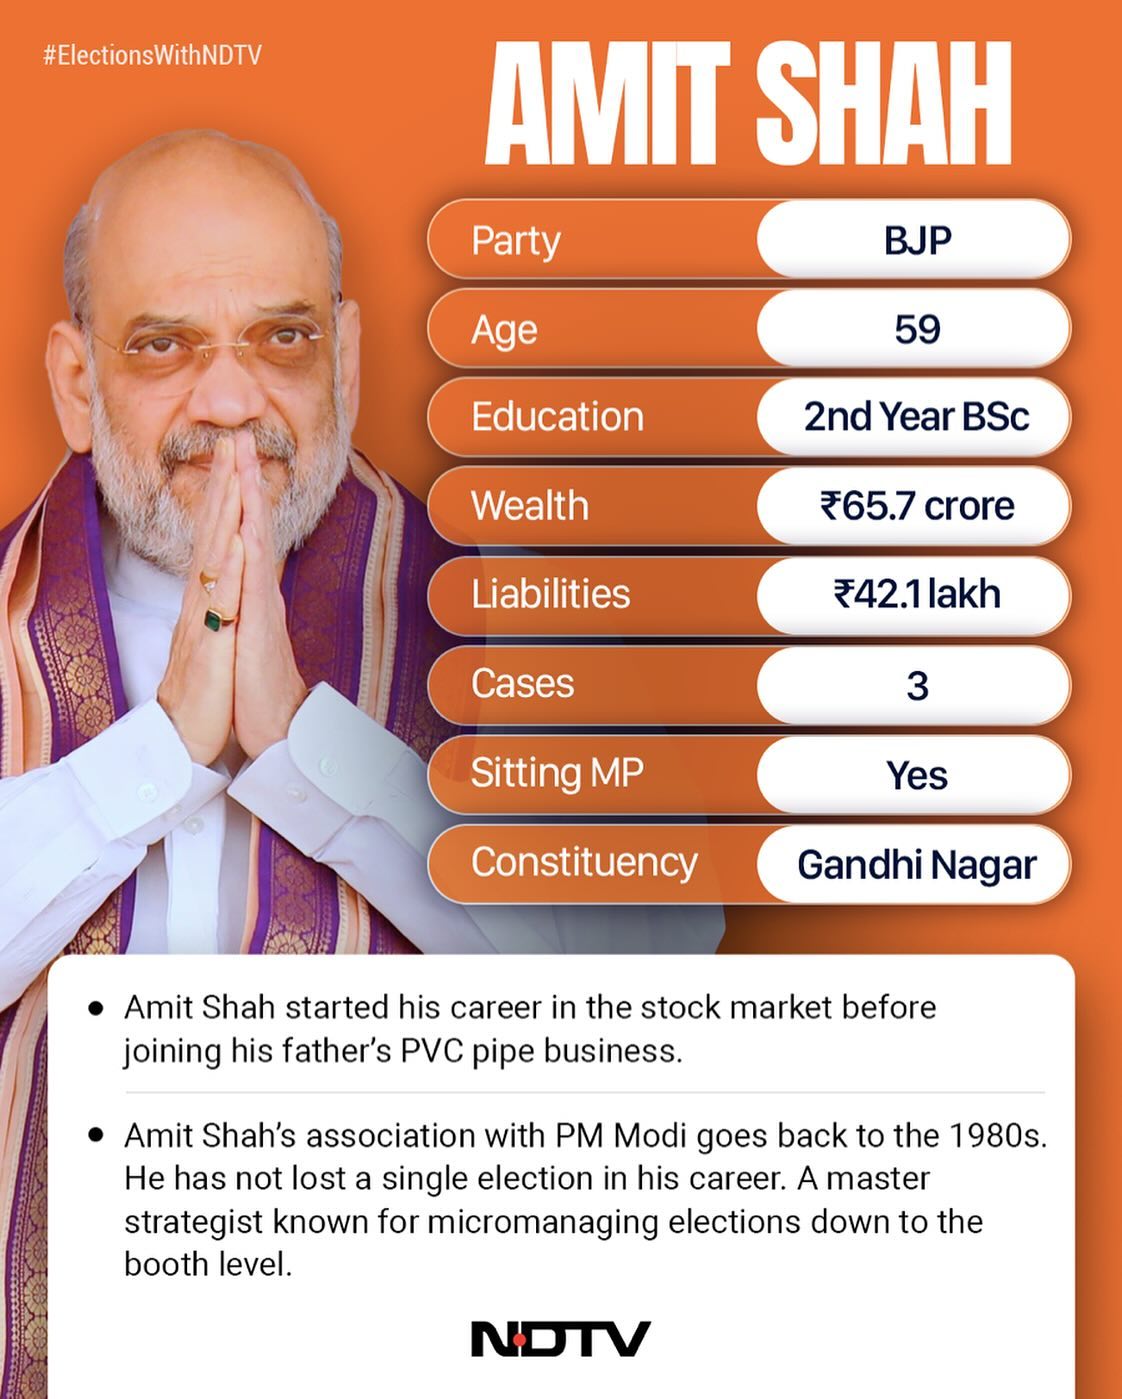 #ElectionsWithNDTV
AMIT SHAH
Party BJP
Age 59
Education 2nd Year BSc
Wealth ₹65.7 crore
Liabilities ₹42.1 lakh
Cases 3
Sitting MP Yes
Constituency Gandhi Nagar
• Amit Shah started his career in the stock market before
joining his father’s PVC pipe business.
• Amit Shah’s association with PM Modi goes back to the 1980s.
He has not lost a single election in his career. A master
strategist known for micromanaging elections down to the
booth level.
NDTV